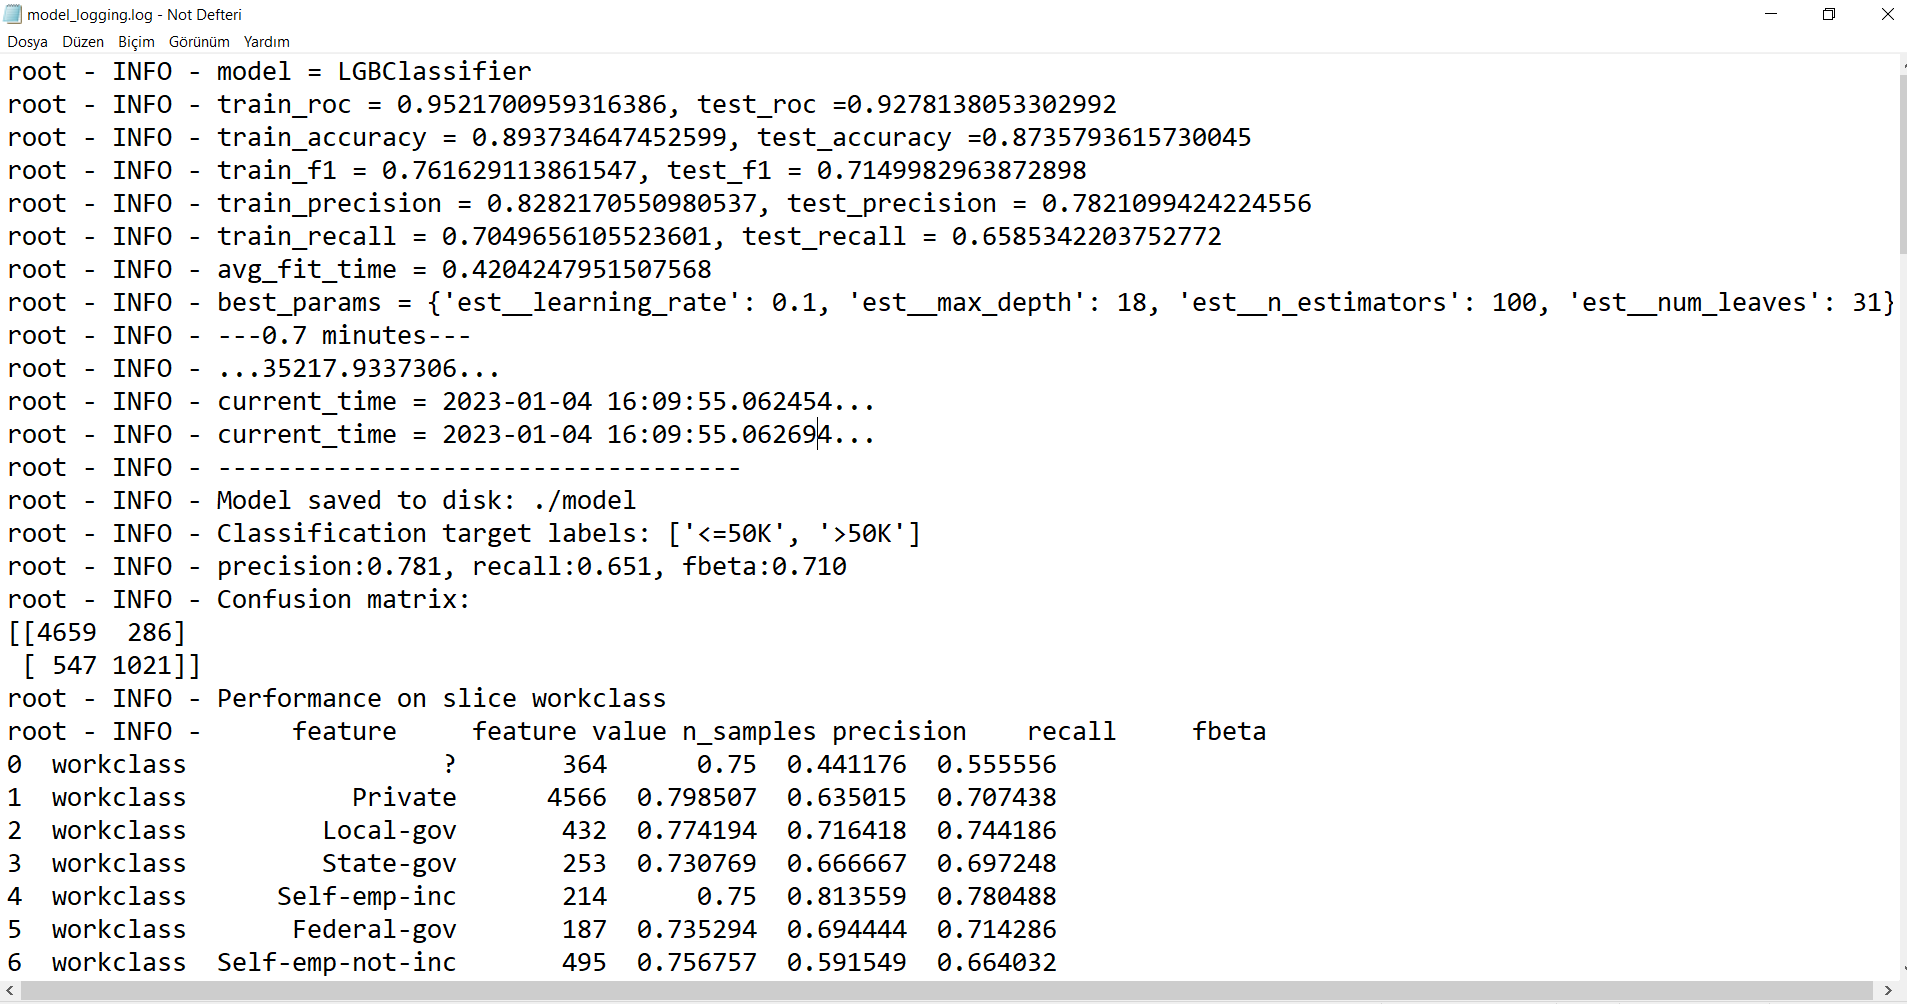 model_logging.log - Not Defteri
Dosya Düzen Biçim Görünüm Yardım
root - INFO - model = LGBClassifier
root - INFO - train_roc = 0.9521700959316386, test_roc =0.9278138053302992
root - INFO - train_accuracy = 0.893734647452599, test_accuracy =0.8735793615730045
root - INFO - train_f1 = 0.761629113861547, test_f1 = 0.7149982963872898
root - INFO - train_precision = 0.8282170550980537, test_precision = 0.7821099424224556
root - INFO - train_recall = 0.7049656105523601, test_recall = 0.6585342203752772
root - INFO - avg_fit_time = 0.4204247951507568
root - INFO - best_params = {'est__learning_rate': 0.1, 'est__max_depth': 18, 'est__n_estimators': 100, 'est__num_leaves': 31}
root - INFO - ---0.7 minutes---
root - INFO - ...35217.9337306...
root - INFO - current_time = 2023-01-04 16:09:55.062454...
root - INFO - current_time = 2023-01-04 16:09:55.062694...
root - INFO - -----------------------------------
root - INFO - Model saved to disk: ./model
root - INFO - Classification target labels: ['<=50K', '>50K']
root - INFO - precision:0.781, recall:0.651, fbeta:0.710
root - INFO - Confusion matrix:
[[4659  286]
 [ 547 1021]]
root - INFO - Performance on slice workclass
root - INFO -      feature     feature value n_samples precision    recall     fbeta
0  workclass                 ?       364      0.75  0.441176  0.555556
1  workclass           Private      4566  0.798507  0.635015  0.707438
2  workclass         Local-gov       432  0.774194  0.716418  0.744186
3  workclass         State-gov       253  0.730769  0.666667  0.697248
4  workclass      Self-emp-inc       214      0.75  0.813559  0.780488
5  workclass       Federal-gov       187  0.735294  0.694444  0.714286
6  workclass  Self-emp-not-inc       495  0.756757  0.591549  0.664032